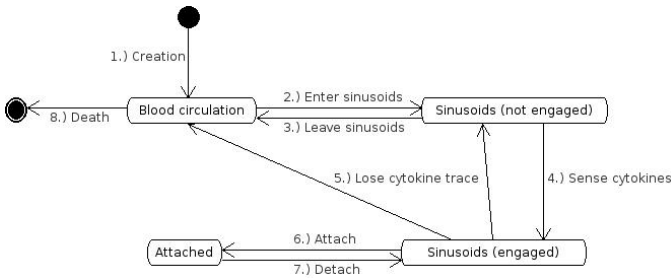 1.) Creation
Blood circulation
2.) Enter sinusoids
Sinusoids (not engaged)
8.) Death
3.) Leave sinusoids
5.) Lose cytokine trace
4.) Sense cytokines
6.) Attach
Attached
Sinusoids (engaged)
7.) Detach